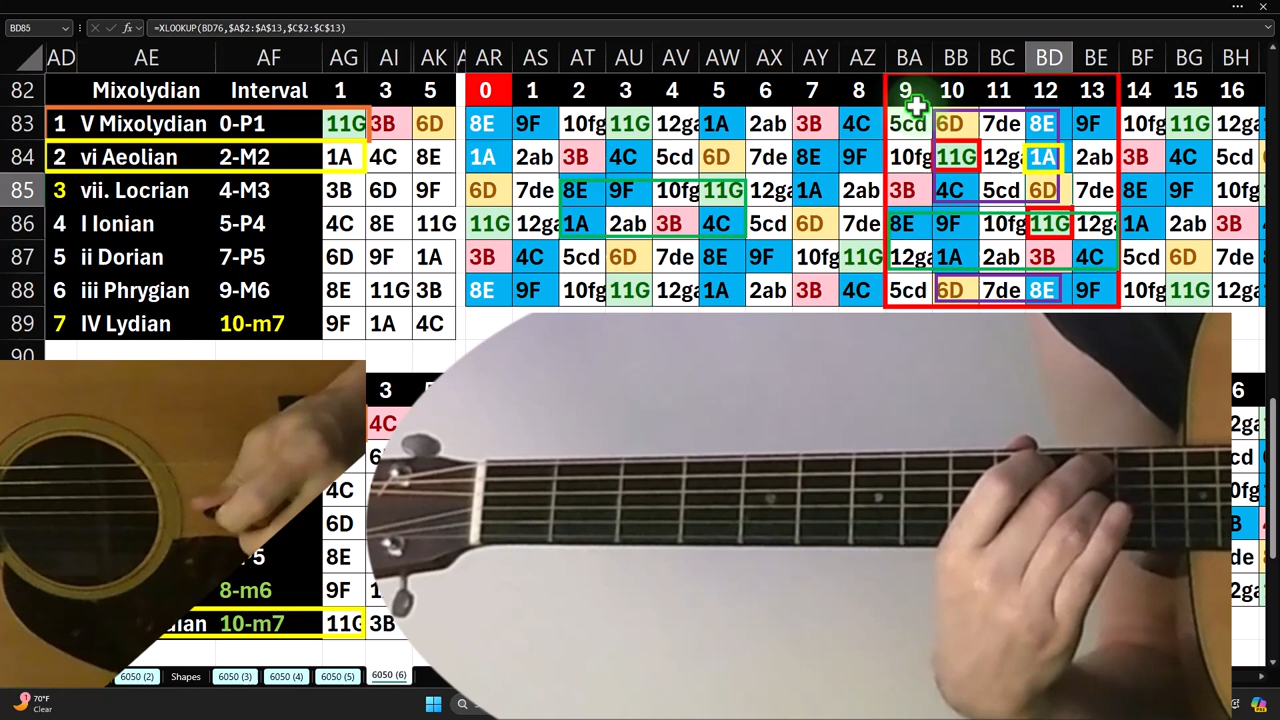 BD85 fx =XLOOKUP(BD76,$A$2:$A$13,$C$2:$C$13)
AD AE AF AG AI AK AR AS AT AU AV AW AX AY AZ BA BB BC BD BE BF BG BH
82 Mixolydian Interval 1 3 5 0 1 2 3 4 5 6 7 8 9 10 11 12 13 14 15 16
83 1 V Mixolydian 0-P1 11G 3B 6D 8E 9F 10fg 11G 12ga 1A 2ab 3B 4C 5cd 6D 7de 8E 9F 10fg 11G 12ga
84 2 vi Aeolian 2-M2 1A 4C 8E 1A 2ab 3B 4C 5cd 6D 7de 8E 9F 10fg 11G 12ga 1A 2ab 3B 4C 5cd
85 3 vii. Locrian 4-M3 3B 6D 9F 6D 7de 8E 9F 10fg 11G 12ga 1A 2ab 3B 4C 5cd 6D 7de 8E 9F 10fg
86 4 I Ionian 5-P4 4C 8E 11G 11G 12ga 1A 2ab 3B 4C 5cd 6D 7de 8E 9F 10fg 11G 12ga 1A 2ab 3B
87 5 ii Dorian 7-P5 6D 9F 1A 3B 4C 5cd 6D 7de 8E 9F 10fg 11G 12ga 1A 2ab 3B 4C 5cd 6D 7de
88 6 iii Phrygian 9-M6 8E 11G 3B 8E 9F 10fg 11G 12ga 1A 2ab 3B 4C 5cd 6D 7de 8E 9F 10fg 11G 12ga
89 7 IV Lydian 10-m7 9F 1A 4C
90
3
4C
4C
6D
8E
8-m6 9F
10-m7 11G 3B
6050 (2) Shapes 6050 (3) 6050 (4) 6050 (5) 6050 (6)
70°F
Clear